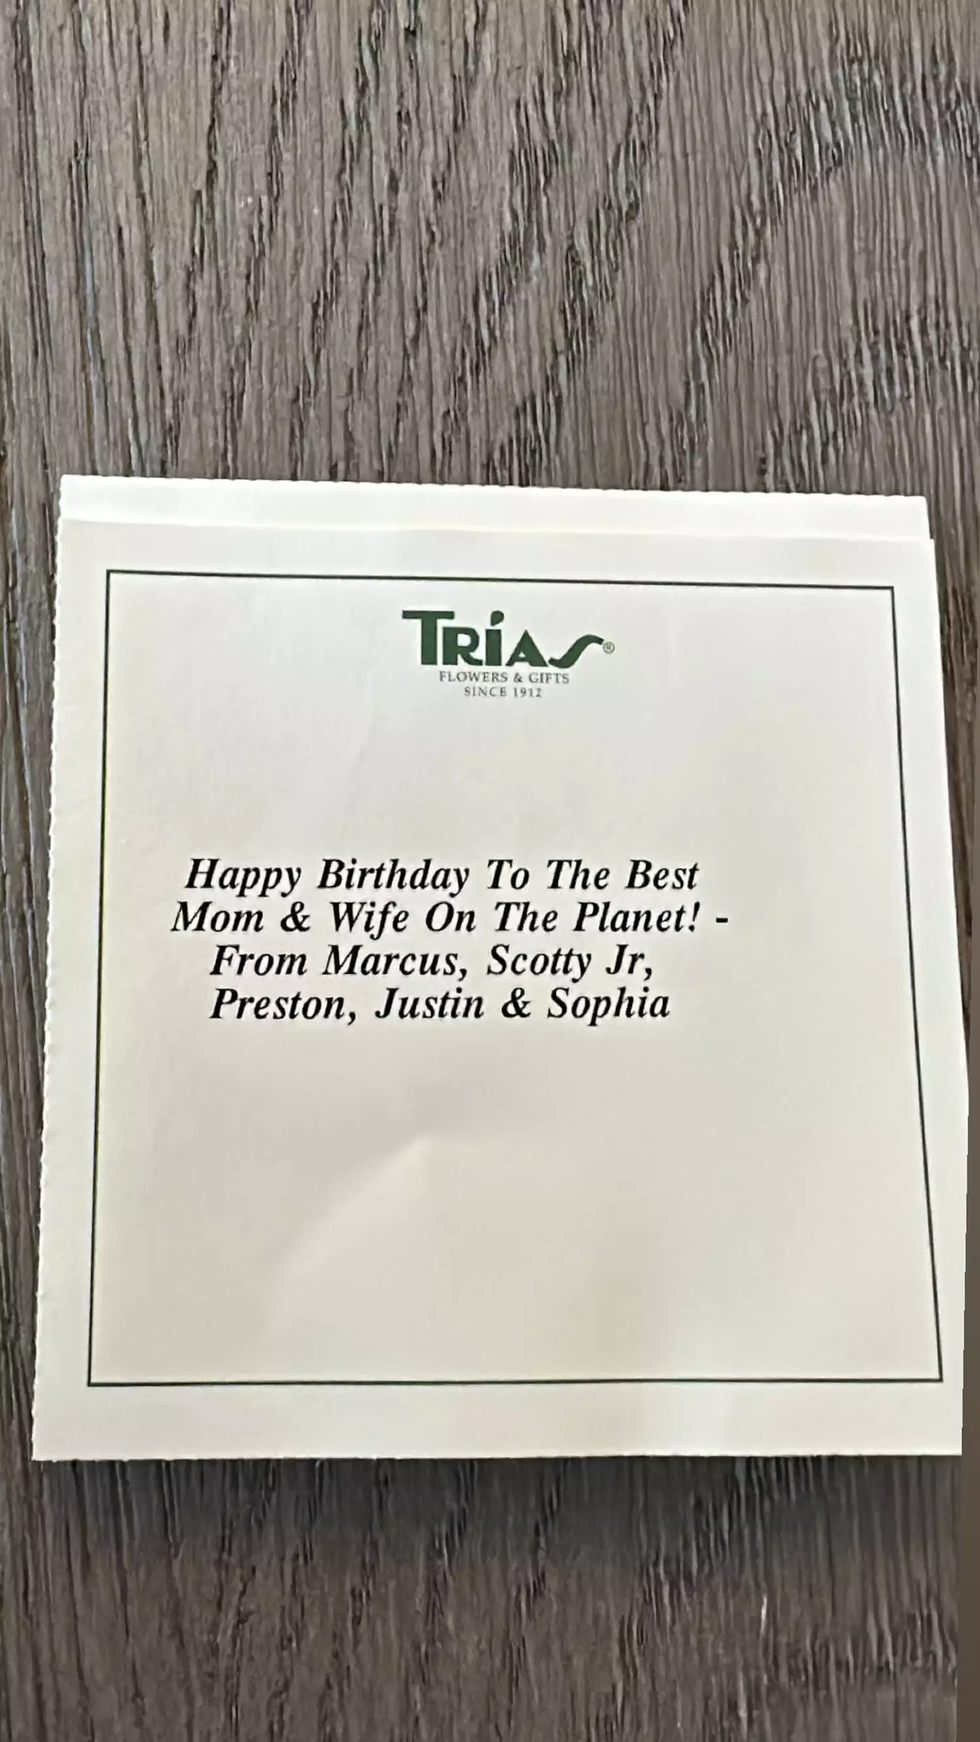 TRiAS®
FLOWERS & GIFTS
SINCE 1912
Happy Birthday To The Best
Mom & Wife On The Planet! -
From Marcus, Scotty Jr,
Preston, Justin & Sophia